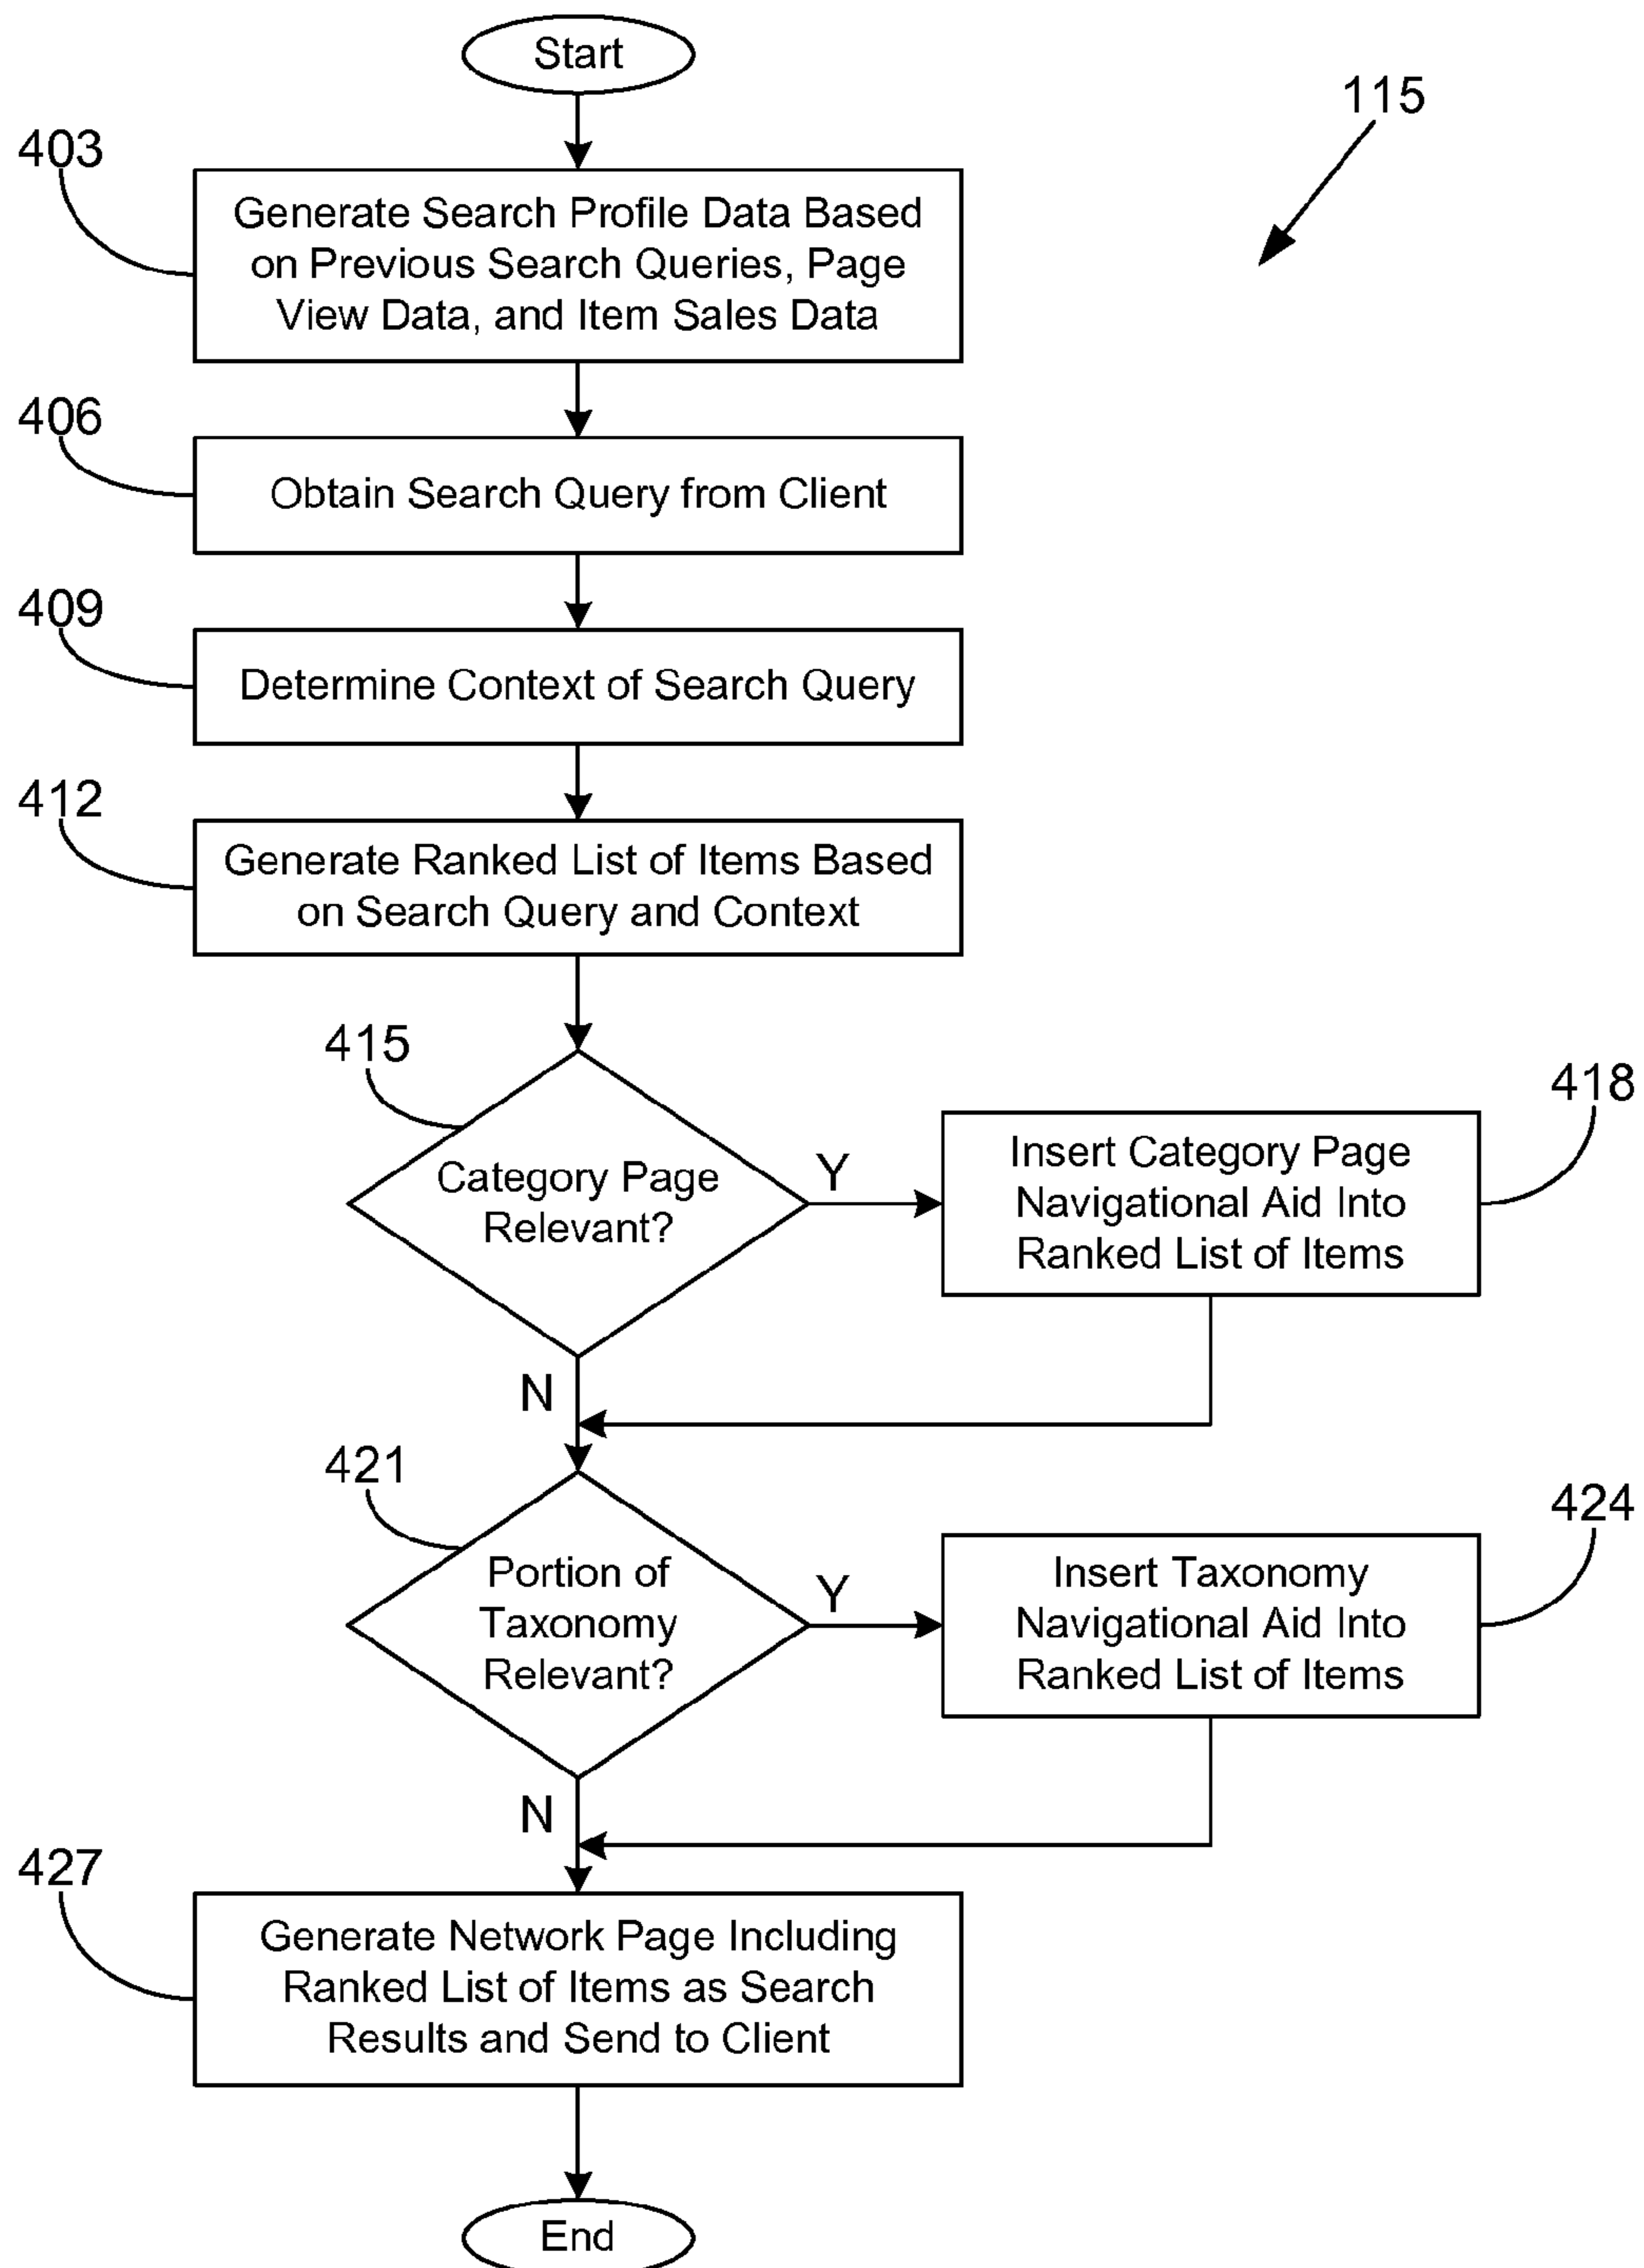 Start
115
403
Generate Search Profile Data Based
on Previous Search Queries, Page
View Data, and Item Sales Data
406
Obtain Search Query from Client
409
Determine Context of Search Query
412
Generate Ranked List of Items Based
on Search Query and Context
415
Category Page
Relevant?
Y
418
Insert Category Page
Navigational Aid Into
Ranked List of Items
N
421
Portion of
Taxonomy
Relevant?
Y
424
Insert Taxonomy
Navigational Aid Into
Ranked List of Items
N
427
Generate Network Page Including
Ranked List of Items as Search
Results and Send to Client
End